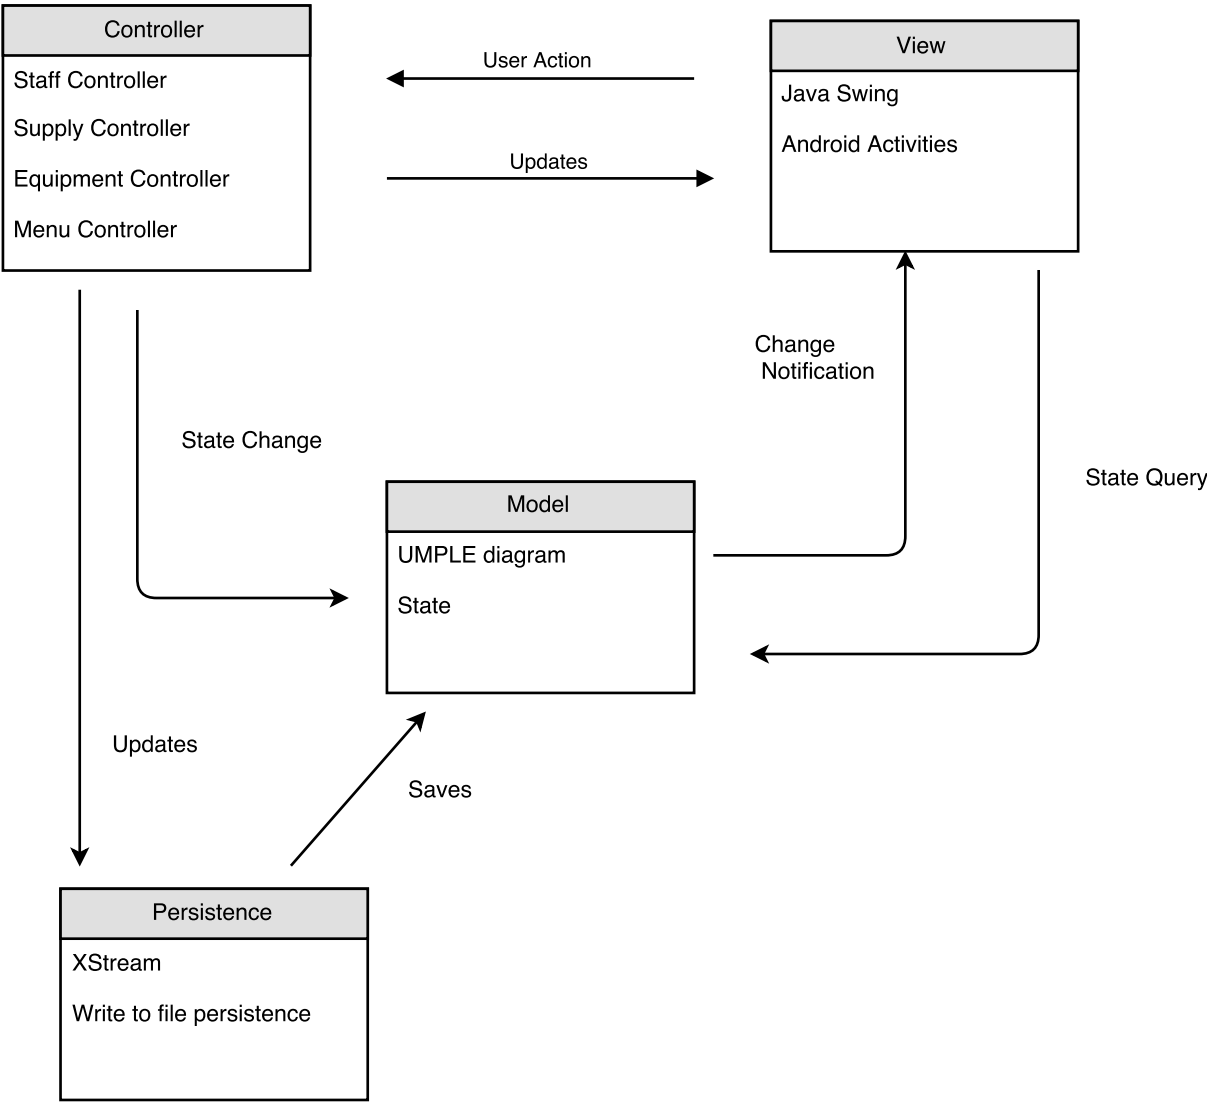 Controller
Staff Controller
Supply Controller
Equipment Controller
Menu Controller
User Action
Updates
View
Java Swing
Android Activities
Change
Notification
State Change
State Query
Model
UMPLE diagram
State
Updates
Saves
Persistence
XStream
Write to file persistence